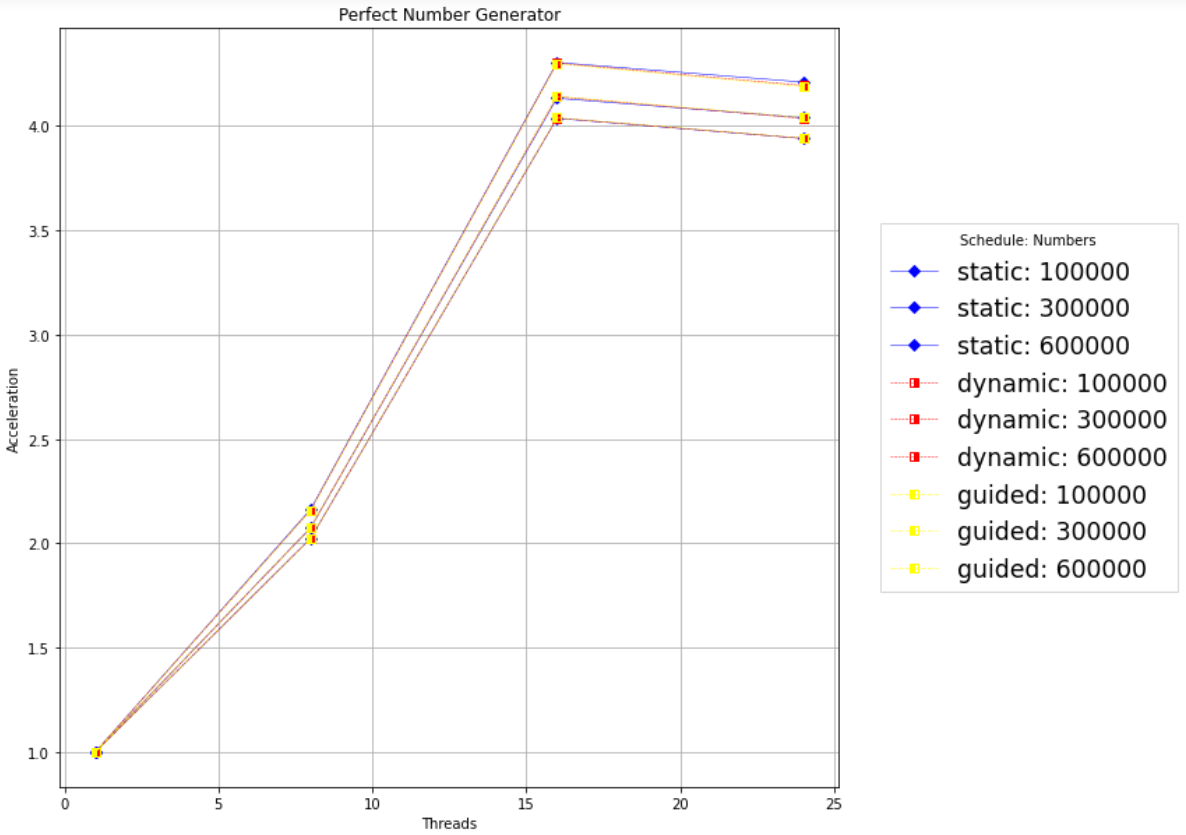 Perfect Number Generator
Acceleration
4.0
3.5
3.0
2.5
2.0
1.5
1.0
0
5
10
15
20
25
Threads
Schedule: Numbers
static: 100000
static: 300000
static: 600000
dynamic: 100000
dynamic: 300000
dynamic: 600000
guided: 100000
guided: 300000
guided: 600000